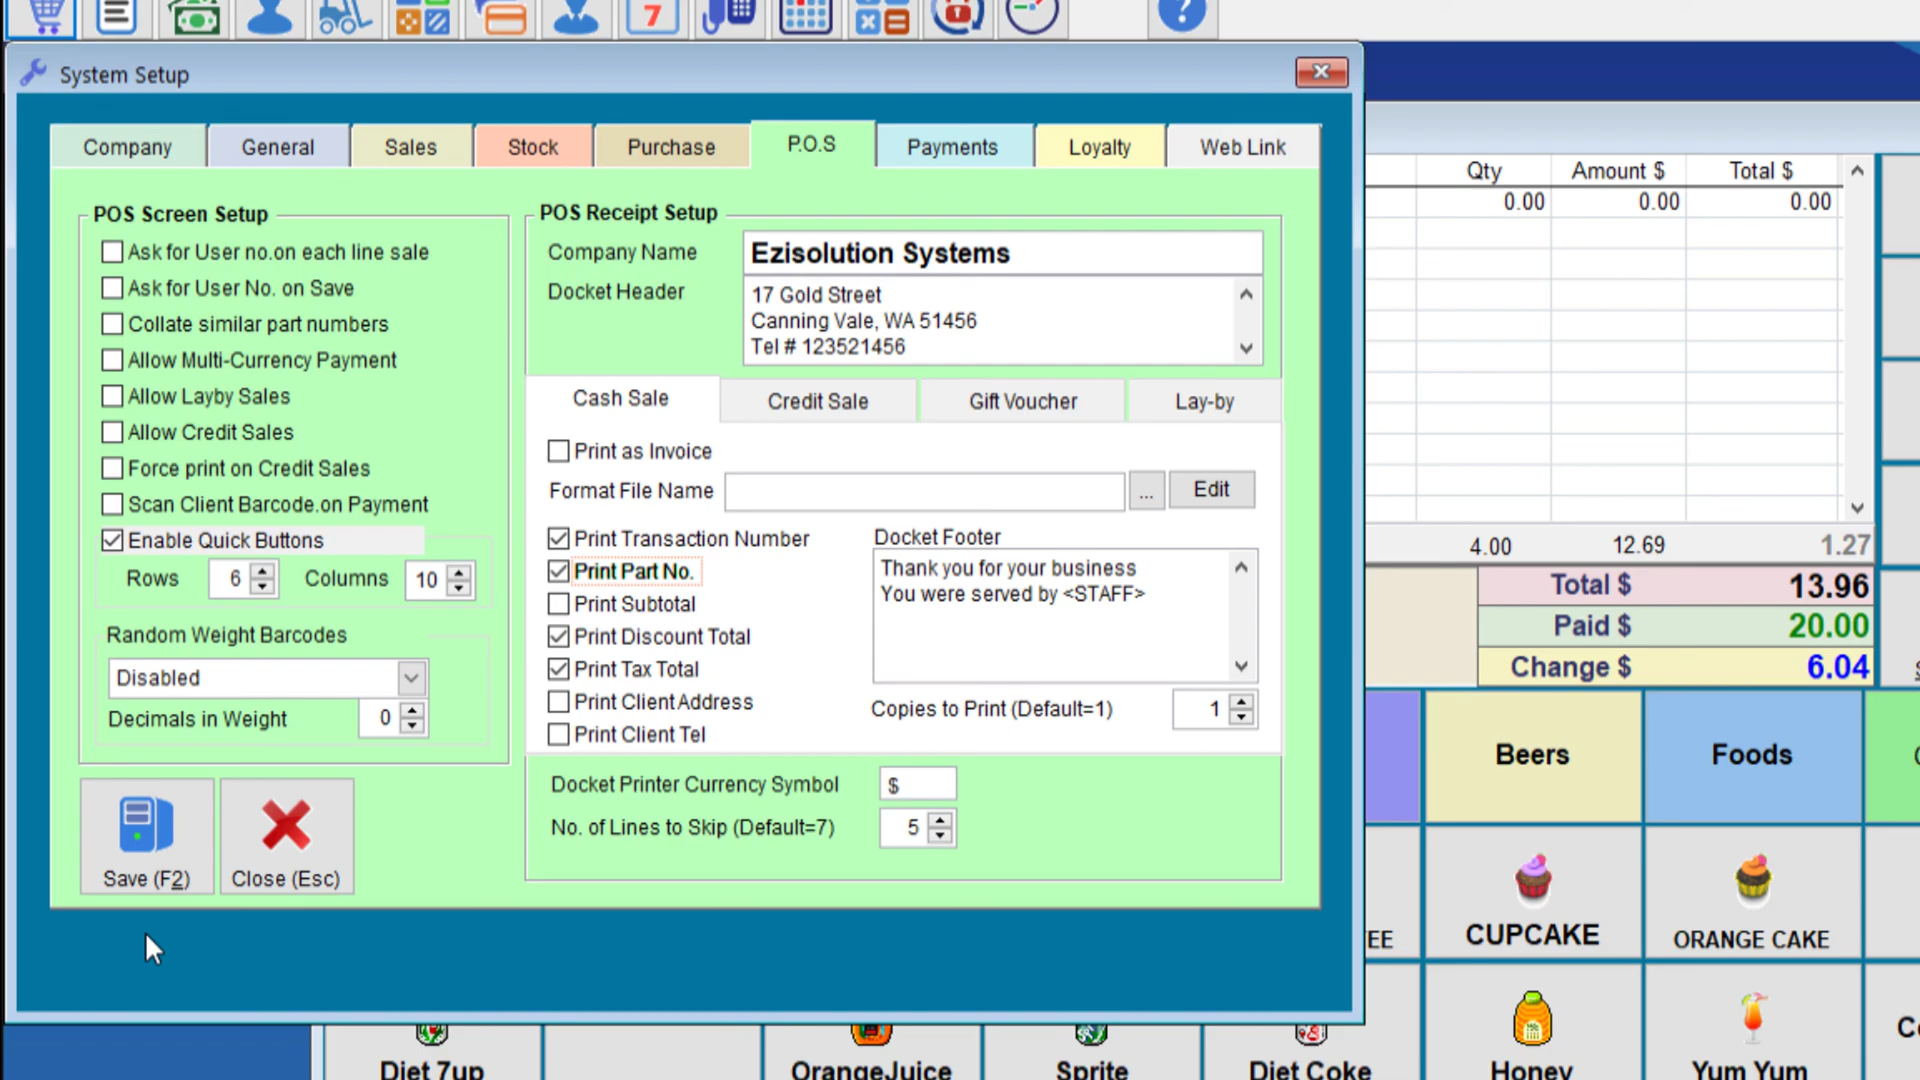 7
?
System Setup
Company General Sales Stock Purchase P.O.S Payments Loyalty Web Link
POS Screen Setup
Ask for User no.on each line sale
Ask for User No. on Save
Collate similar part numbers
Allow Multi-Currency Payment
Allow Layby Sales
Allow Credit Sales
Force print on Credit Sales
Scan Client Barcode.on Payment
Enable Quick Buttons
Rows 6 Columns 10
Random Weight Barcodes
Disabled
Decimals in Weight 0
Save (F2) Close (Esc)
POS Receipt Setup
Company Name Ezisolution Systems
Docket Header 17 Gold Street
Canning Vale, WA 51456
Tel # 123521456
Cash Sale Credit Sale Gift Voucher Lay-by
Print as Invoice
Format File Name ... Edit
Print Transaction Number
Print Part No.
Print Subtotal
Print Discount Total
Print Tax Total
Print Client Address
Print Client Tel
Docket Footer
Thank you for your business
You were served by <STAFF>
Copies to Print (Default=1) 1
Docket Printer Currency Symbol $
No. of Lines to Skip (Default=7) 5
Qty Amount $ Total $
0.00 0.00 0.00
4.00 12.69 1.27
Total $ 13.96
Paid $ 20.00
Change $ 6.04
Beers Foods
CUPCAKE ORANGE CAKE
Diet 7up OrangeJuice Sprite Diet Coke Honey Yum Yum